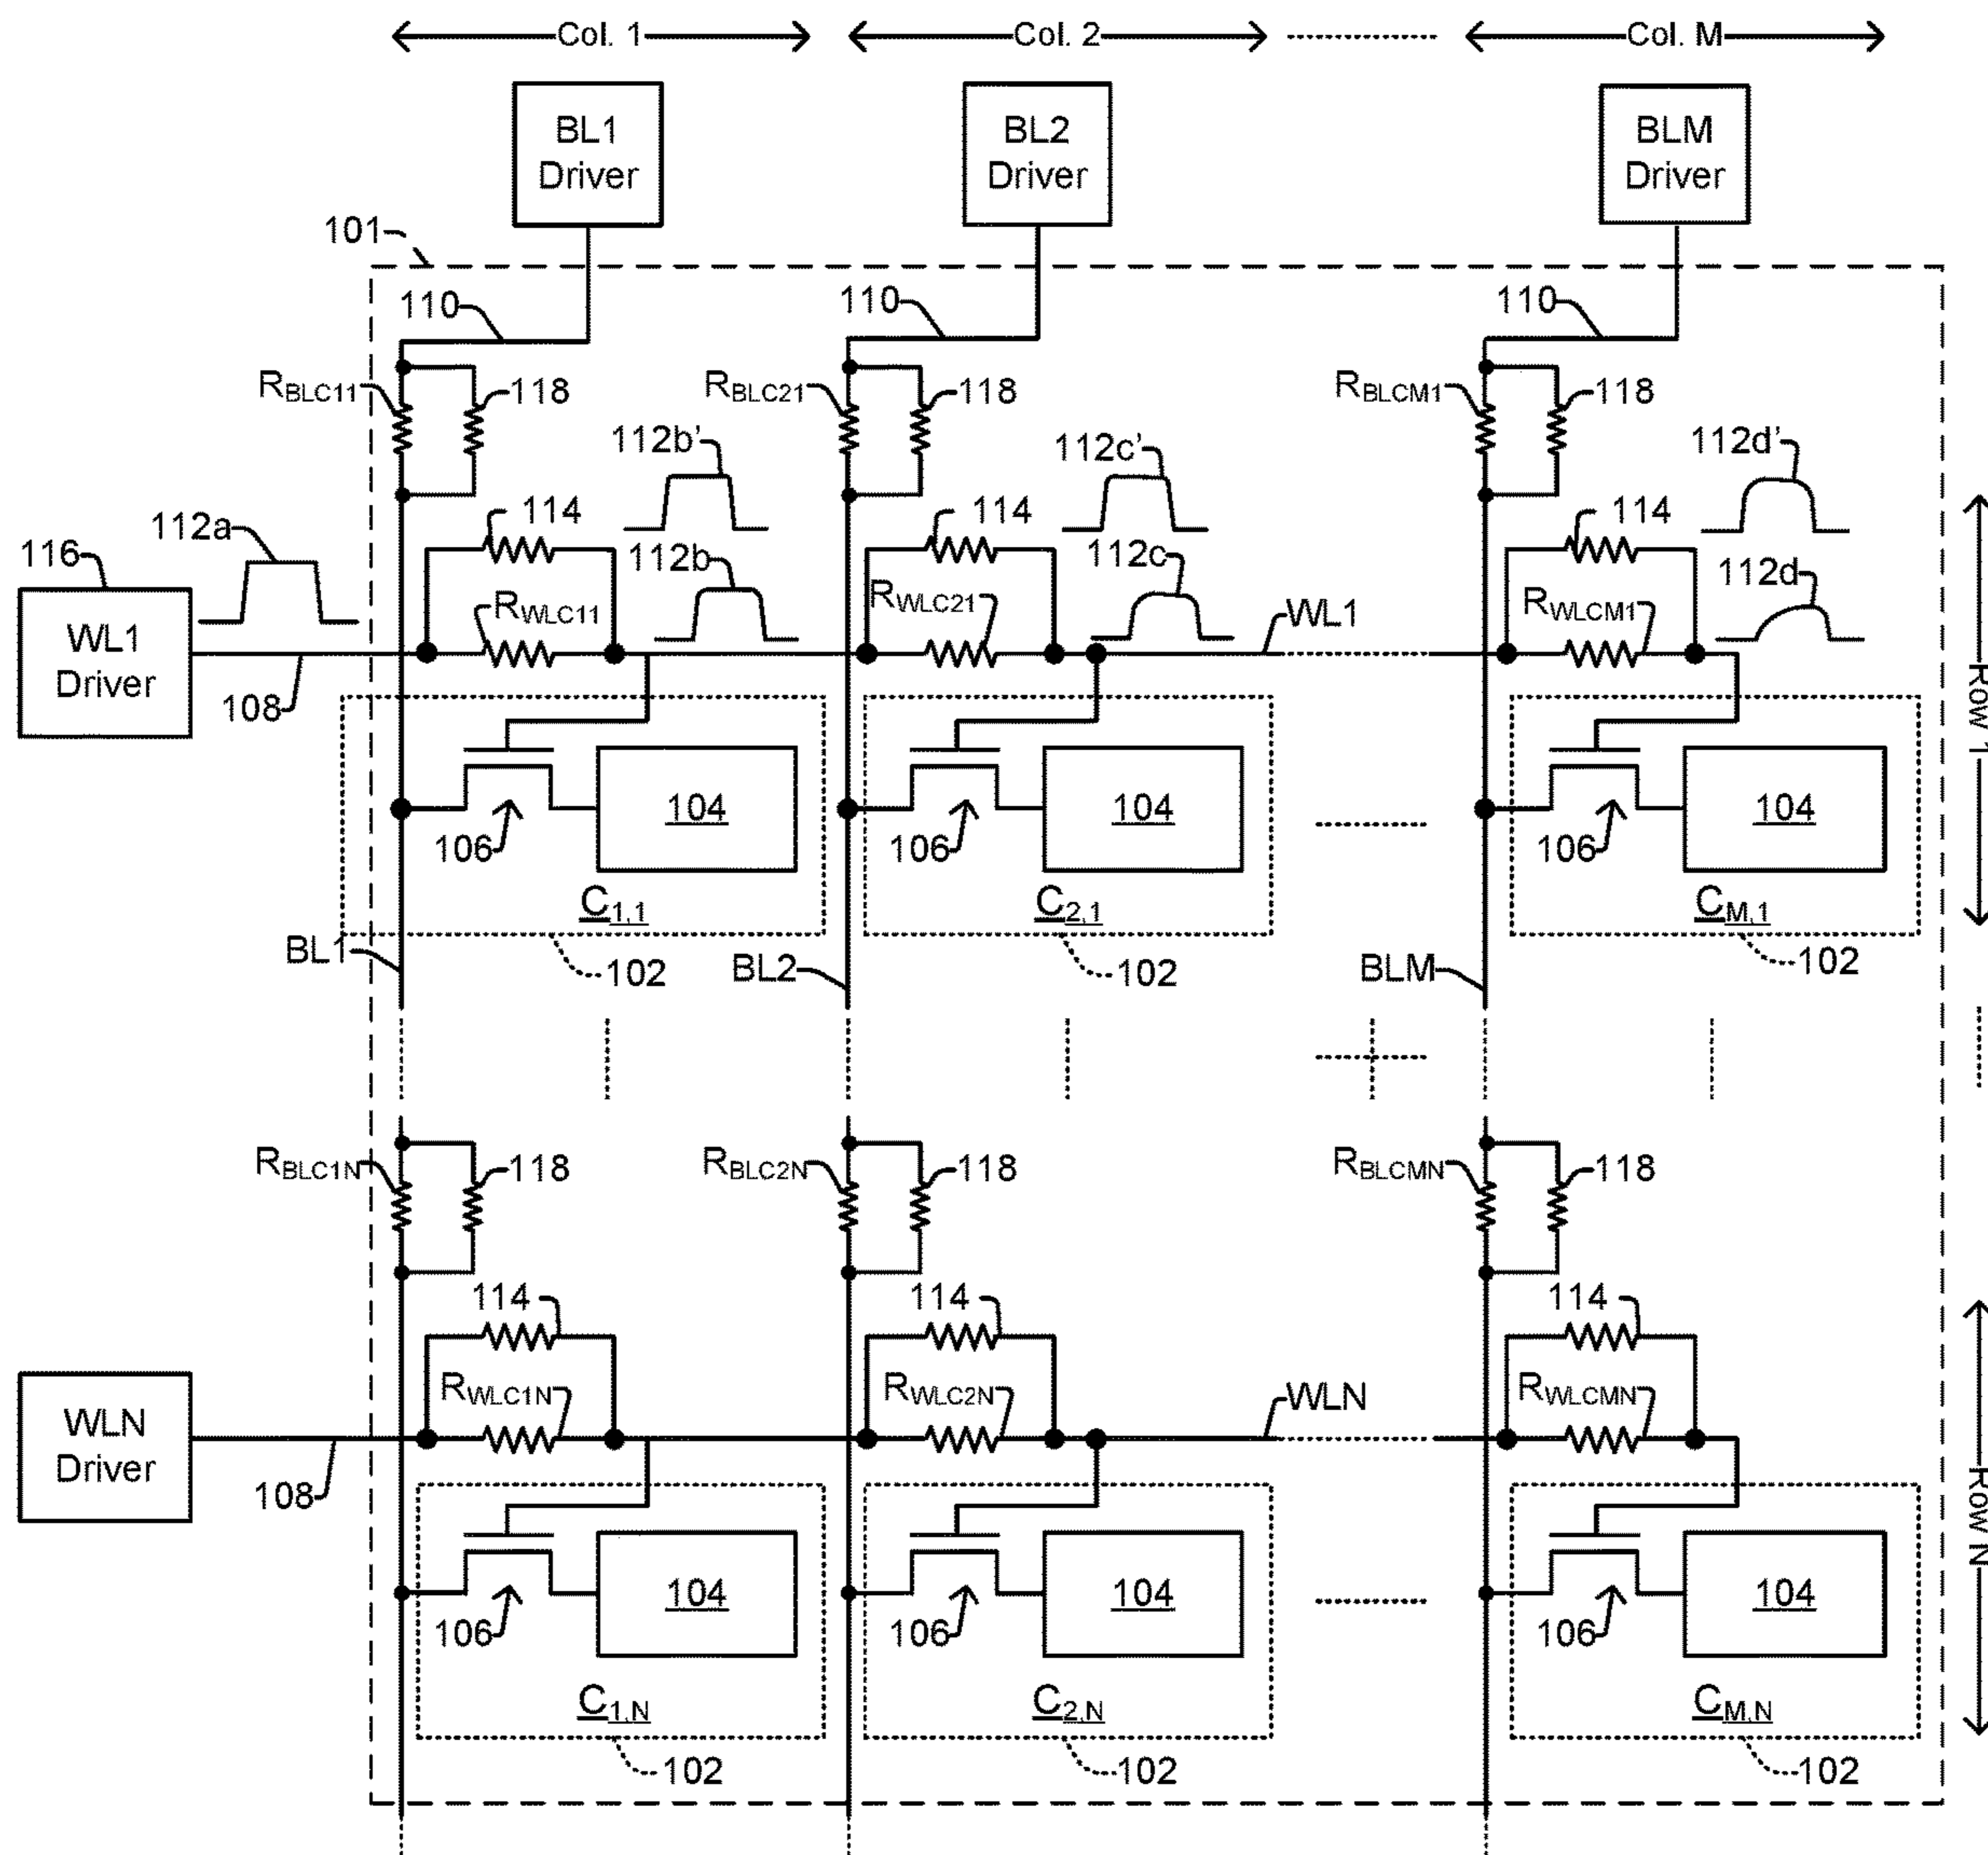 Col. 1 Col. 2 Col. M
BL1 Driver
BL2 Driver
BLM Driver
101
110 110 110
RBLC11 118 RBLC21 118 RBLCM1 118
112b' 112c' 112d'
112a 114 114 114
116 112b 112c 112d
WL1 Driver
RWLC11 RWLC21 WL1 RWLCM1
108
Row 1
104 104 104
106 106 106
C1,1 C2,1 CM,1
BL1 BL2 BLM
102 102 102
RBLC1N 118 RBLC2N 118 RBLCMN 118
114 114 114
RWLC1N RWLC2N WLN RWLCMN
WLN Driver
108
Row N
104 104 104
106 106 106
C1,N C2,N CM,N
102 102 102